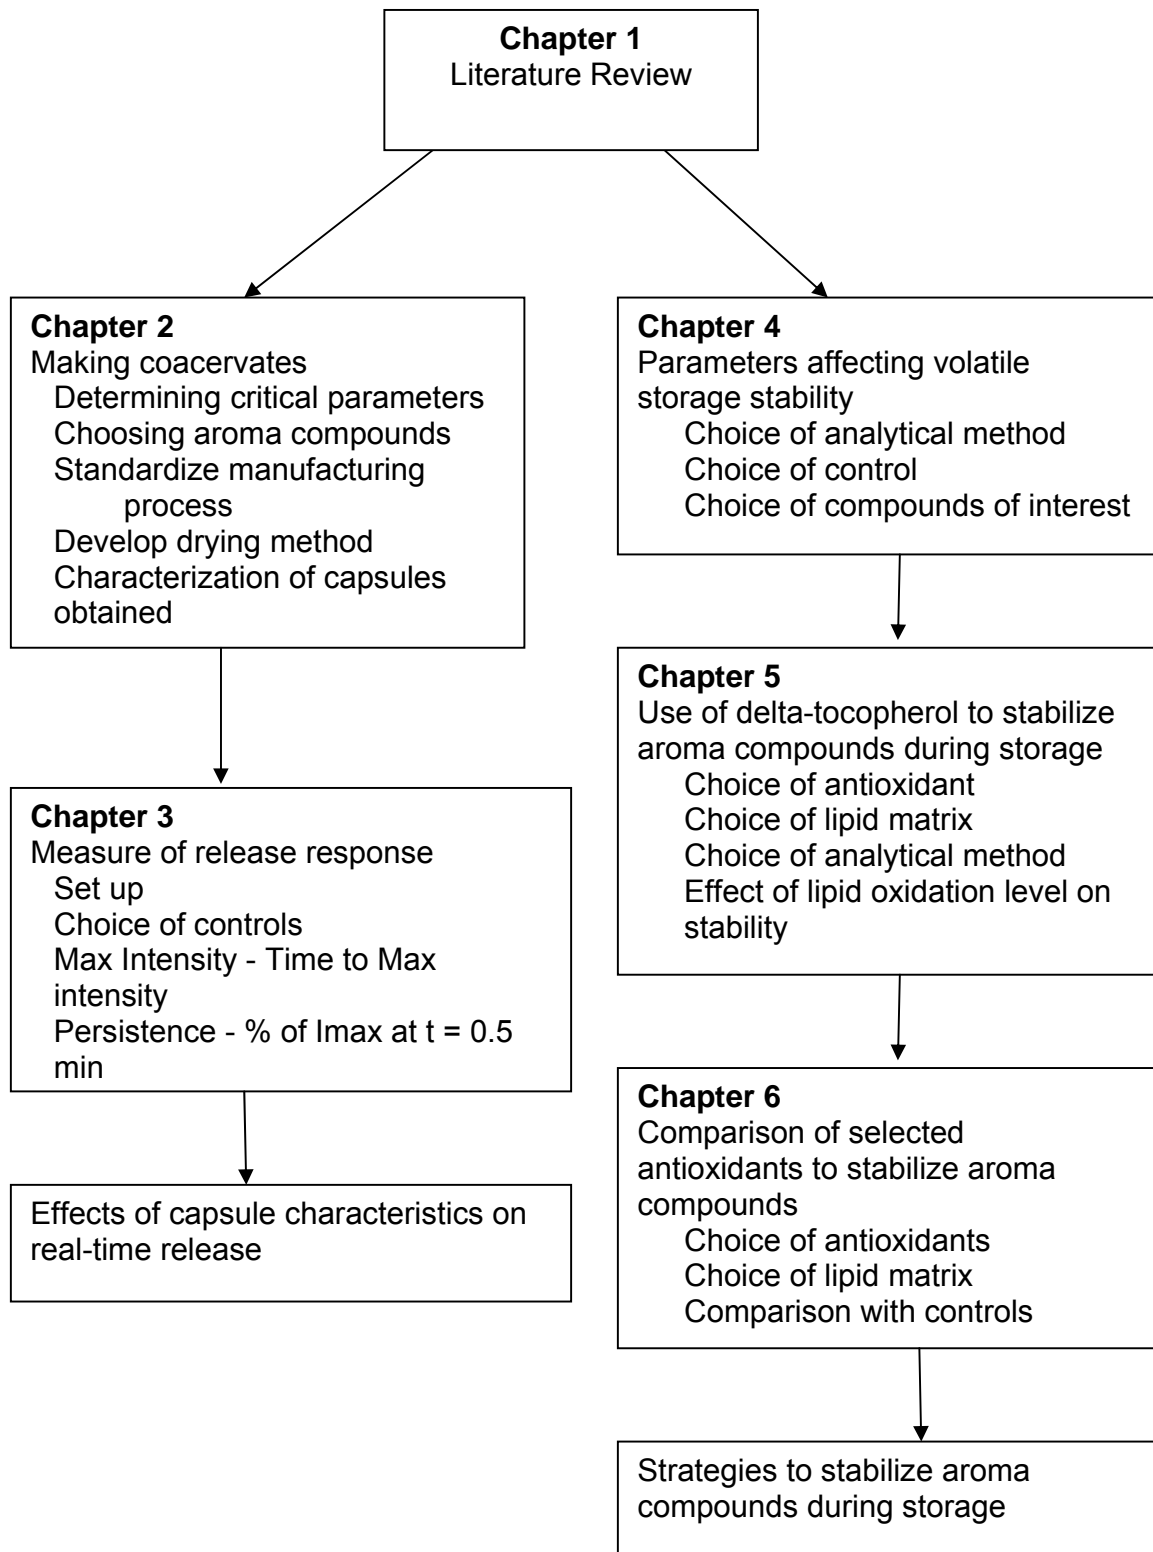 Chapter 1
Literature Review
Chapter 2
Making coacervates
Determining critical parameters
Choosing aroma compounds
Standardize manufacturing
process
Develop drying method
Characterization of capsules
obtained
Chapter 3
Measure of release response
Set up
Choice of controls
Max Intensity - Time to Max
intensity
Persistence - % of Imax at t = 0.5
min
Effects of capsule characteristics on
real-time release
Chapter 4
Parameters affecting volatile
storage stability
Choice of analytical method
Choice of control
Choice of compounds of interest
Chapter 5
Use of delta-tocopherol to stabilize
aroma compounds during storage
Choice of antioxidant
Choice of lipid matrix
Choice of analytical method
Effect of lipid oxidation level on
stability
Chapter 6
Comparison of selected
antioxidants to stabilize aroma
compounds
Choice of antioxidants
Choice of lipid matrix
Comparison with controls
Strategies to stabilize aroma
compounds during storage